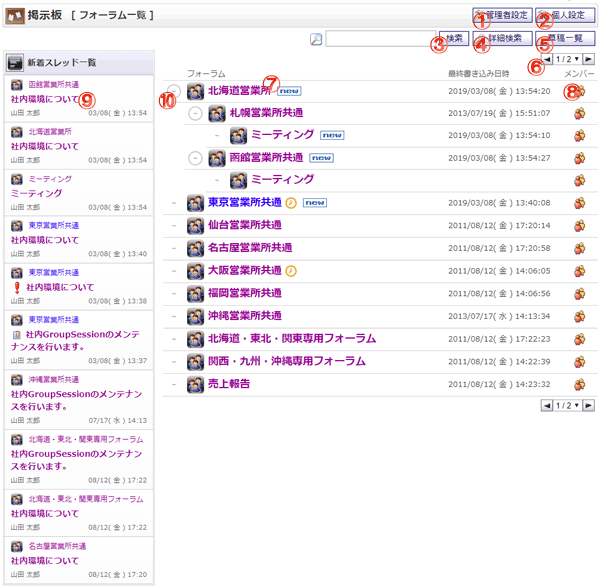 掲示板 [ フォーラム一覧 ]
① 管理者設定 ② 個人設定
③ 検索 ④ 詳細検索 ⑤ 草稿一覧
新着スレッド一覧
函館営業所共通
社内環境について ⑨
山田 太郎 03/08( 金 ) 13:54
北海道営業所
社内環境について
山田 太郎 03/08( 金 ) 13:54
ミーティング
ミーティング
山田 太郎 03/08( 金 ) 13:54
東京営業所共通
社内環境について
山田 太郎 03/08( 金 ) 13:40
東京営業所共通
社内環境について
山田 太郎 03/08( 金 ) 13:38
東京営業所共通
社内GroupSessionのメンテ
ナンスを行います。
山田 太郎 03/08( 金 ) 13:37
沖縄営業所共通
社内GroupSessionのメンテナン
スを行います。
山田 太郎 07/17( 水 ) 14:13
北海道・東北・関東専用フォーラム
社内GroupSessionのメンテナン
スを行います。
山田 太郎 08/12( 金 ) 17:22
北海道・東北・関東専用フォーラム
社内環境について
山田 太郎 08/12( 金 ) 17:22
名古屋営業所共通
社内環境について
山田 太郎 08/12( 金 ) 17:20
⑥ 1 / 2
フォーラム 最終書き込み日時 メンバー
⑩ 北海道営業所 ⑦ new 2019/03/08( 金 ) 13:54:20 ⑧
札幌営業所共通 2013/07/19( 金 ) 15:51:07
ミーティング new 2019/03/08( 金 ) 13:54:10
函館営業所共通 new 2019/03/08( 金 ) 13:54:27
ミーティング
東京営業所共通 new 2019/03/08( 金 ) 13:40:08
仙台営業所共通 2011/08/12( 金 ) 17:20:14
名古屋営業所共通 2011/08/12( 金 ) 17:20:58
大阪営業所共通 2011/08/12( 金 ) 14:06:05
福岡営業所共通 2011/08/12( 金 ) 14:06:56
沖縄営業所共通 2013/07/17( 水 ) 14:13:34
北海道・東北・関東専用フォーラム 2011/08/12( 金 ) 17:22:23
関西・九州・沖縄専用フォーラム 2011/08/12( 金 ) 14:22:39
売上報告 2011/08/12( 金 ) 14:23:32
1 / 2